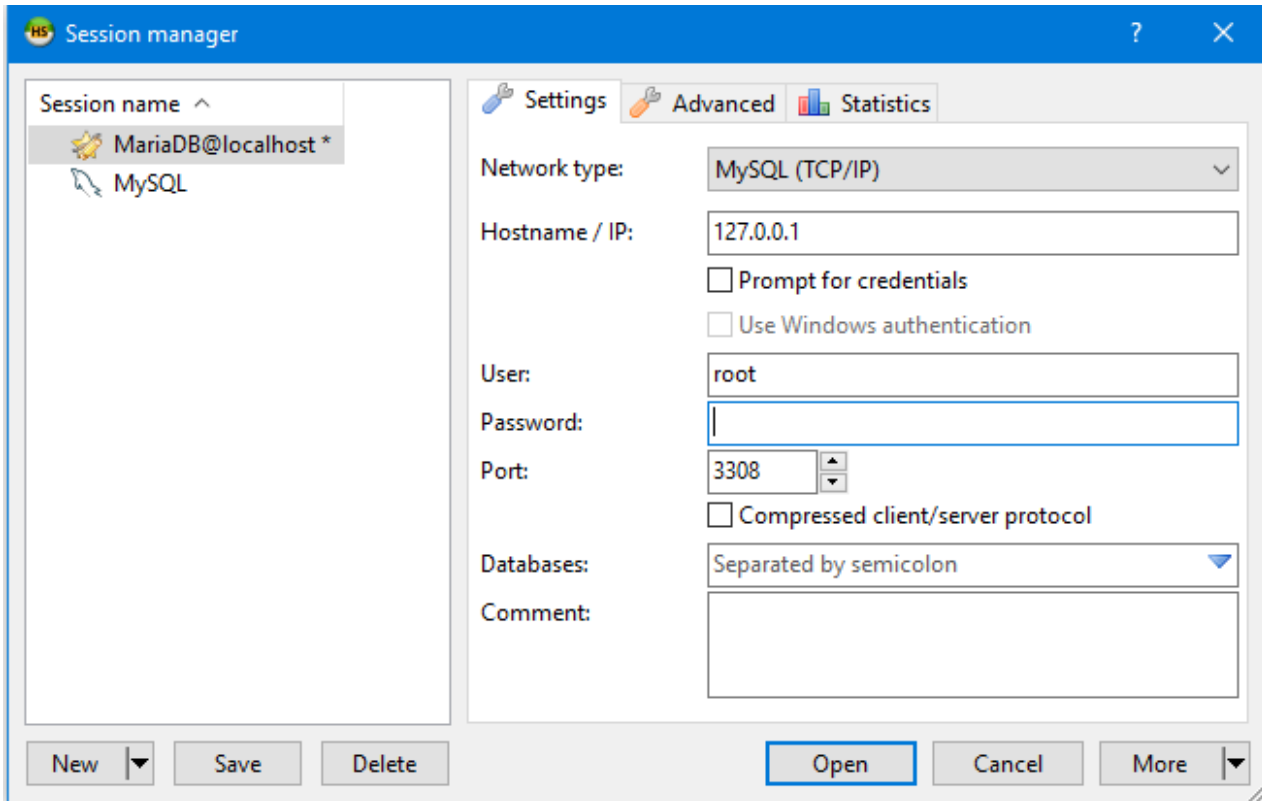 HS Session manager ? ×
Session name
MariaDB@localhost *
MySQL
Settings Advanced Statistics
Network type: MySQL (TCP/IP)
Hostname / IP: 127.0.0.1
Prompt for credentials
Use Windows authentication
User: root
Password:
Port: 3308
Compressed client/server protocol
Databases: Separated by semicolon
Comment:
New Save Delete Open Cancel More